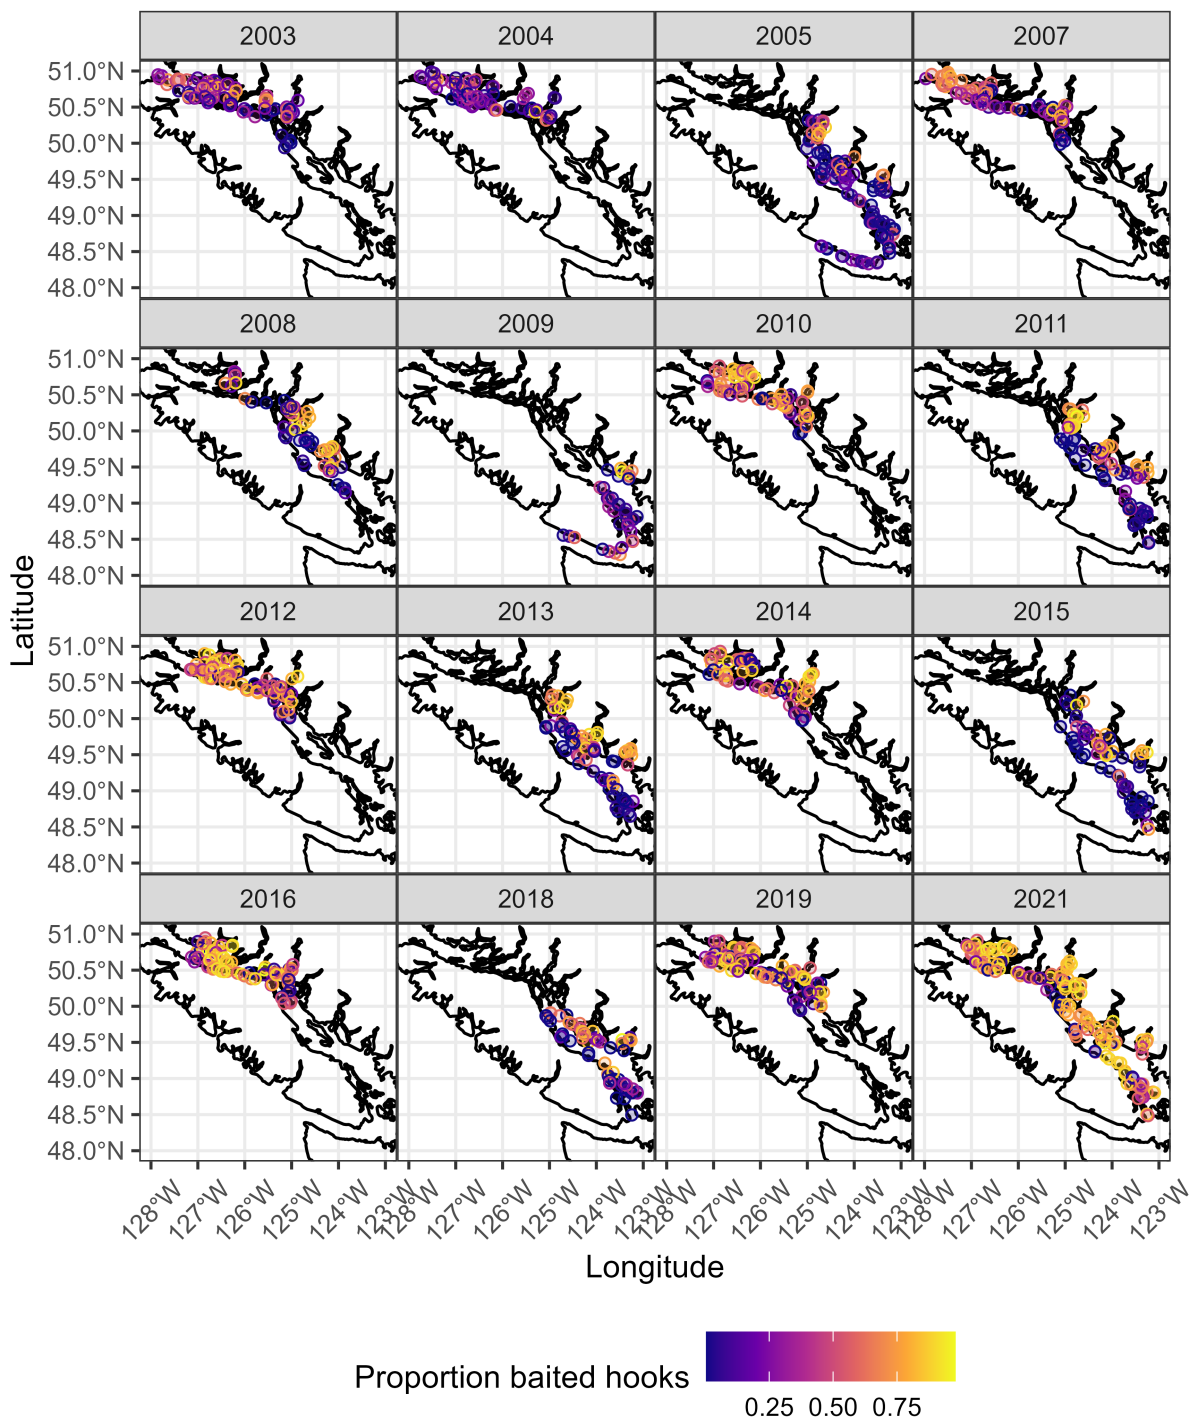 2003 2004 2005 2007
51.0°N
50.5°N
50.0°N
49.5°N
49.0°N
48.5°N
48.0°N
2008 2009 2010 2011
51.0°N
50.5°N
50.0°N
49.5°N
49.0°N
48.5°N
48.0°N
Latitude
2012 2013 2014 2015
51.0°N
50.5°N
50.0°N
49.5°N
49.0°N
48.5°N
48.0°N
2016 2018 2019 2021
51.0°N
50.5°N
50.0°N
49.5°N
49.0°N
48.5°N
48.0°N
128°W 127°W 126°W 125°W 124°W 123°W 128°W 127°W 126°W 125°W 124°W 123°W 128°W 127°W 126°W 125°W 124°W 123°W 128°W 127°W 126°W 125°W 124°W 123°W
Longitude
Proportion baited hooks
0.25 0.50 0.75